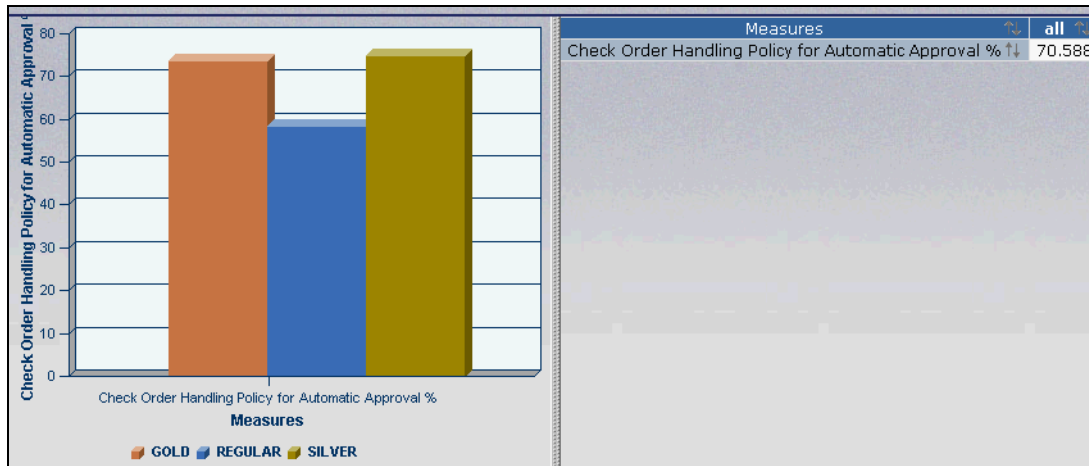 Check Order Handling Policy for Automatic Approval
80
70
60
50
40
30
20
10
0
Check Order Handling Policy for Automatic Approval %
Measures
GOLD REGULAR SILVER
Measures all
Check Order Handling Policy for Automatic Approval % 70.588